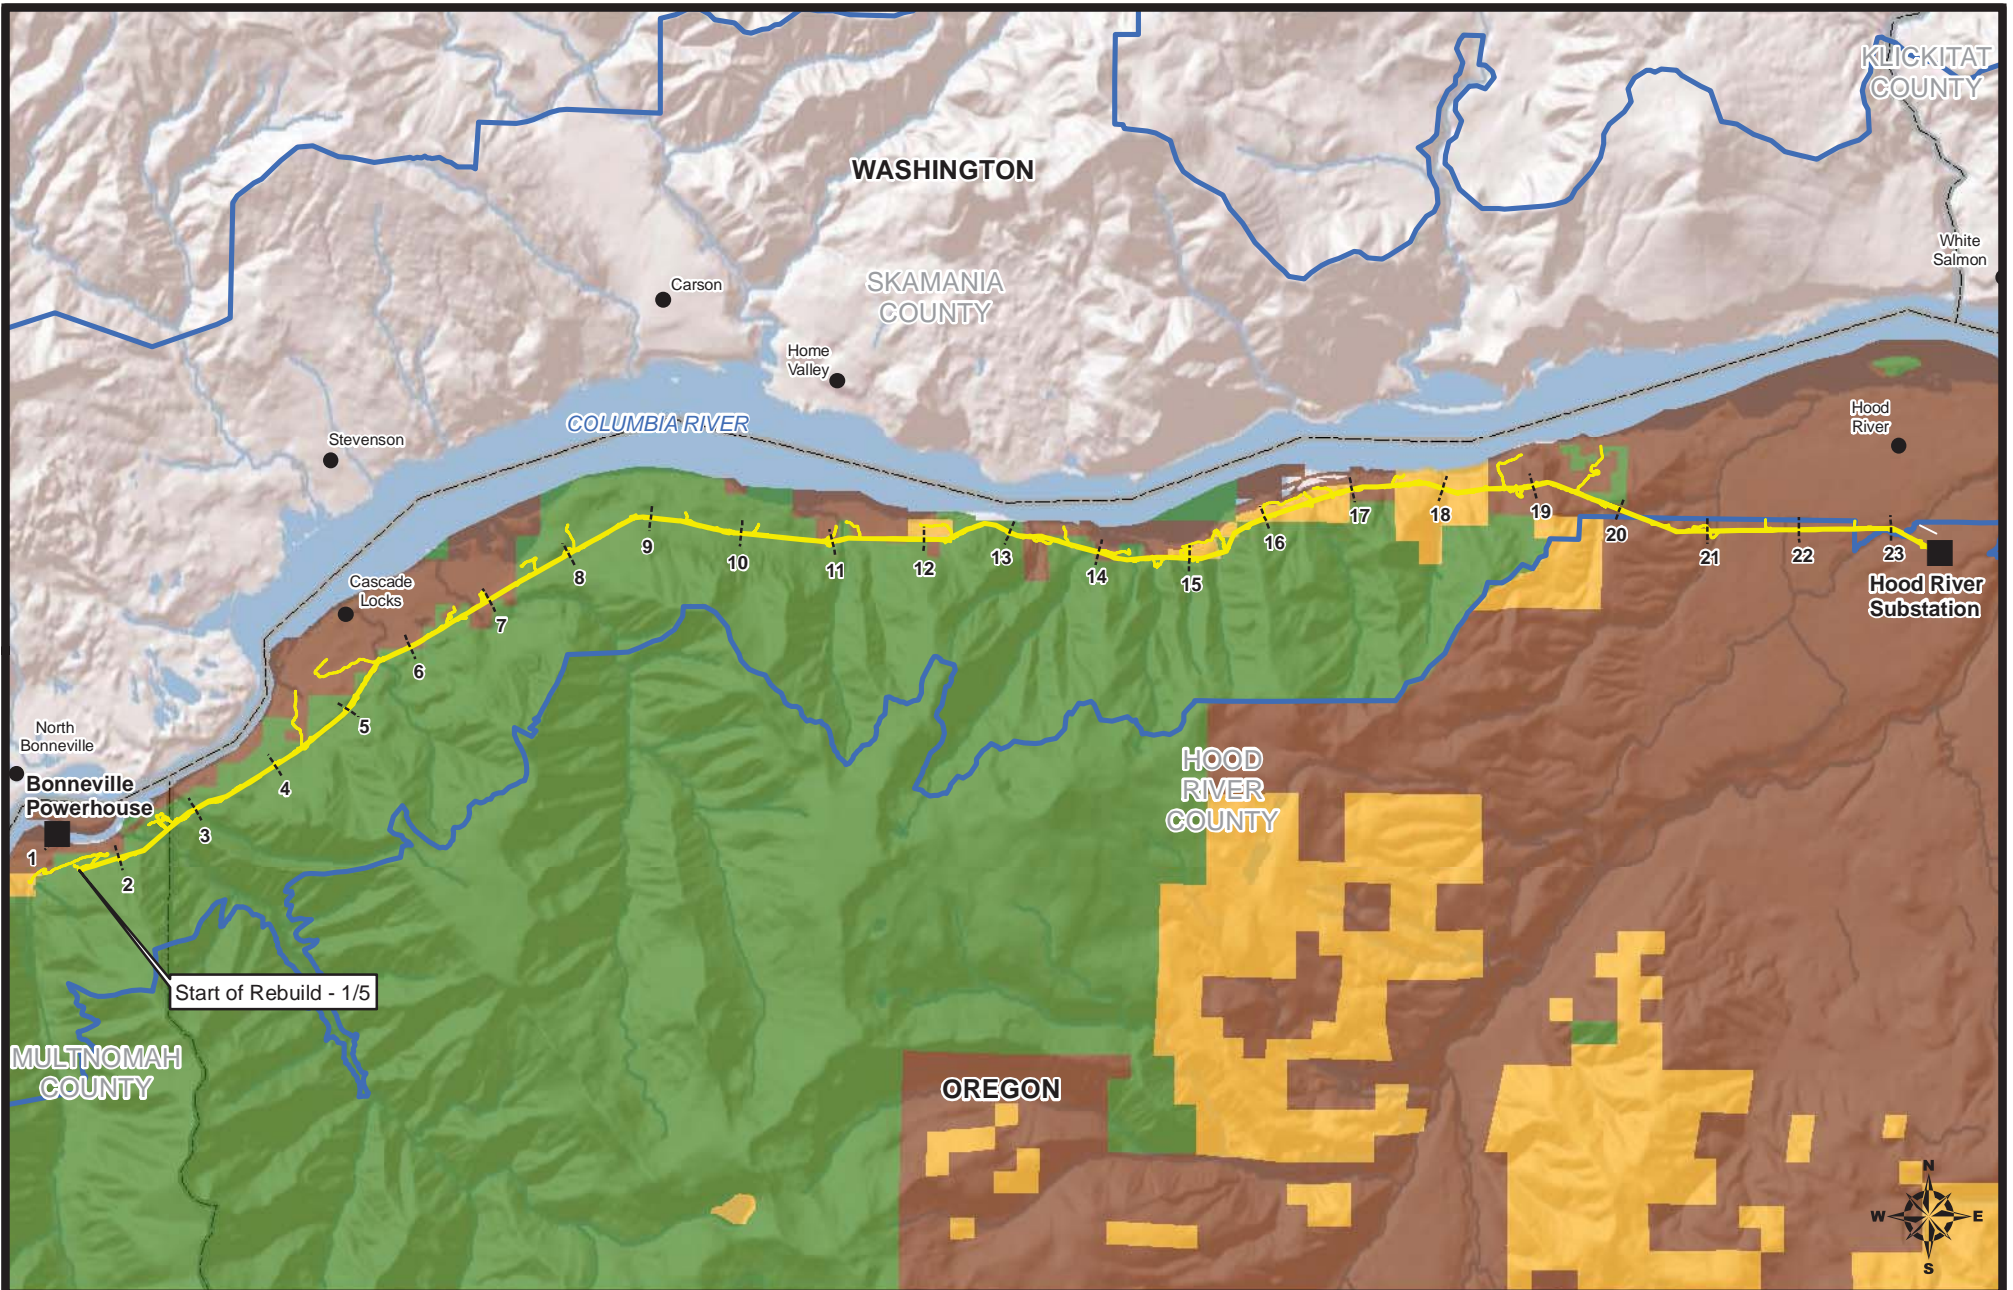 KLICKITAT
COUNTY
WASHINGTON
White
Salmon
Carson
SKAMANIA
COUNTY
Home
Valley
COLUMBIA RIVER
Hood
River
Stevenson
Cascade
Locks
Hood River
Substation
North
Bonneville
Bonneville
Powerhouse
1
2
3
4
5
6
7
8
9
10
11
12
13
14
15
16
17
18
19
20
21
22
23
HOOD
RIVER
COUNTY
Start of Rebuild - 1/5
MULTNOMAH
COUNTY
OREGON
N
W
E
S